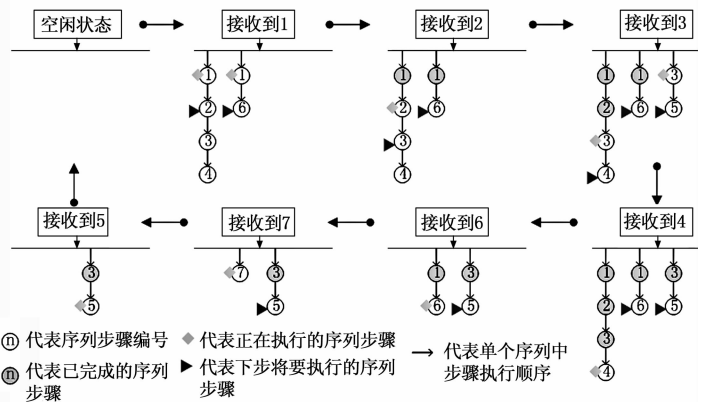 空闲状态 接收到1 接收到2 接收到3
1 1 1 1 1 1 3
2 6 2 6 2 6 5
3 3 3
4 4 4
接收到5 接收到7 接收到6 接收到4
3 7 3 1 3 1 1 3
5 5 6 5 2 6 5
3
4
n 代表序列步骤编号
n 代表已完成的序列
步骤
代表正在执行的序列步骤
代表下步将要执行的序列
步骤
代表单个序列中
步骤执行顺序